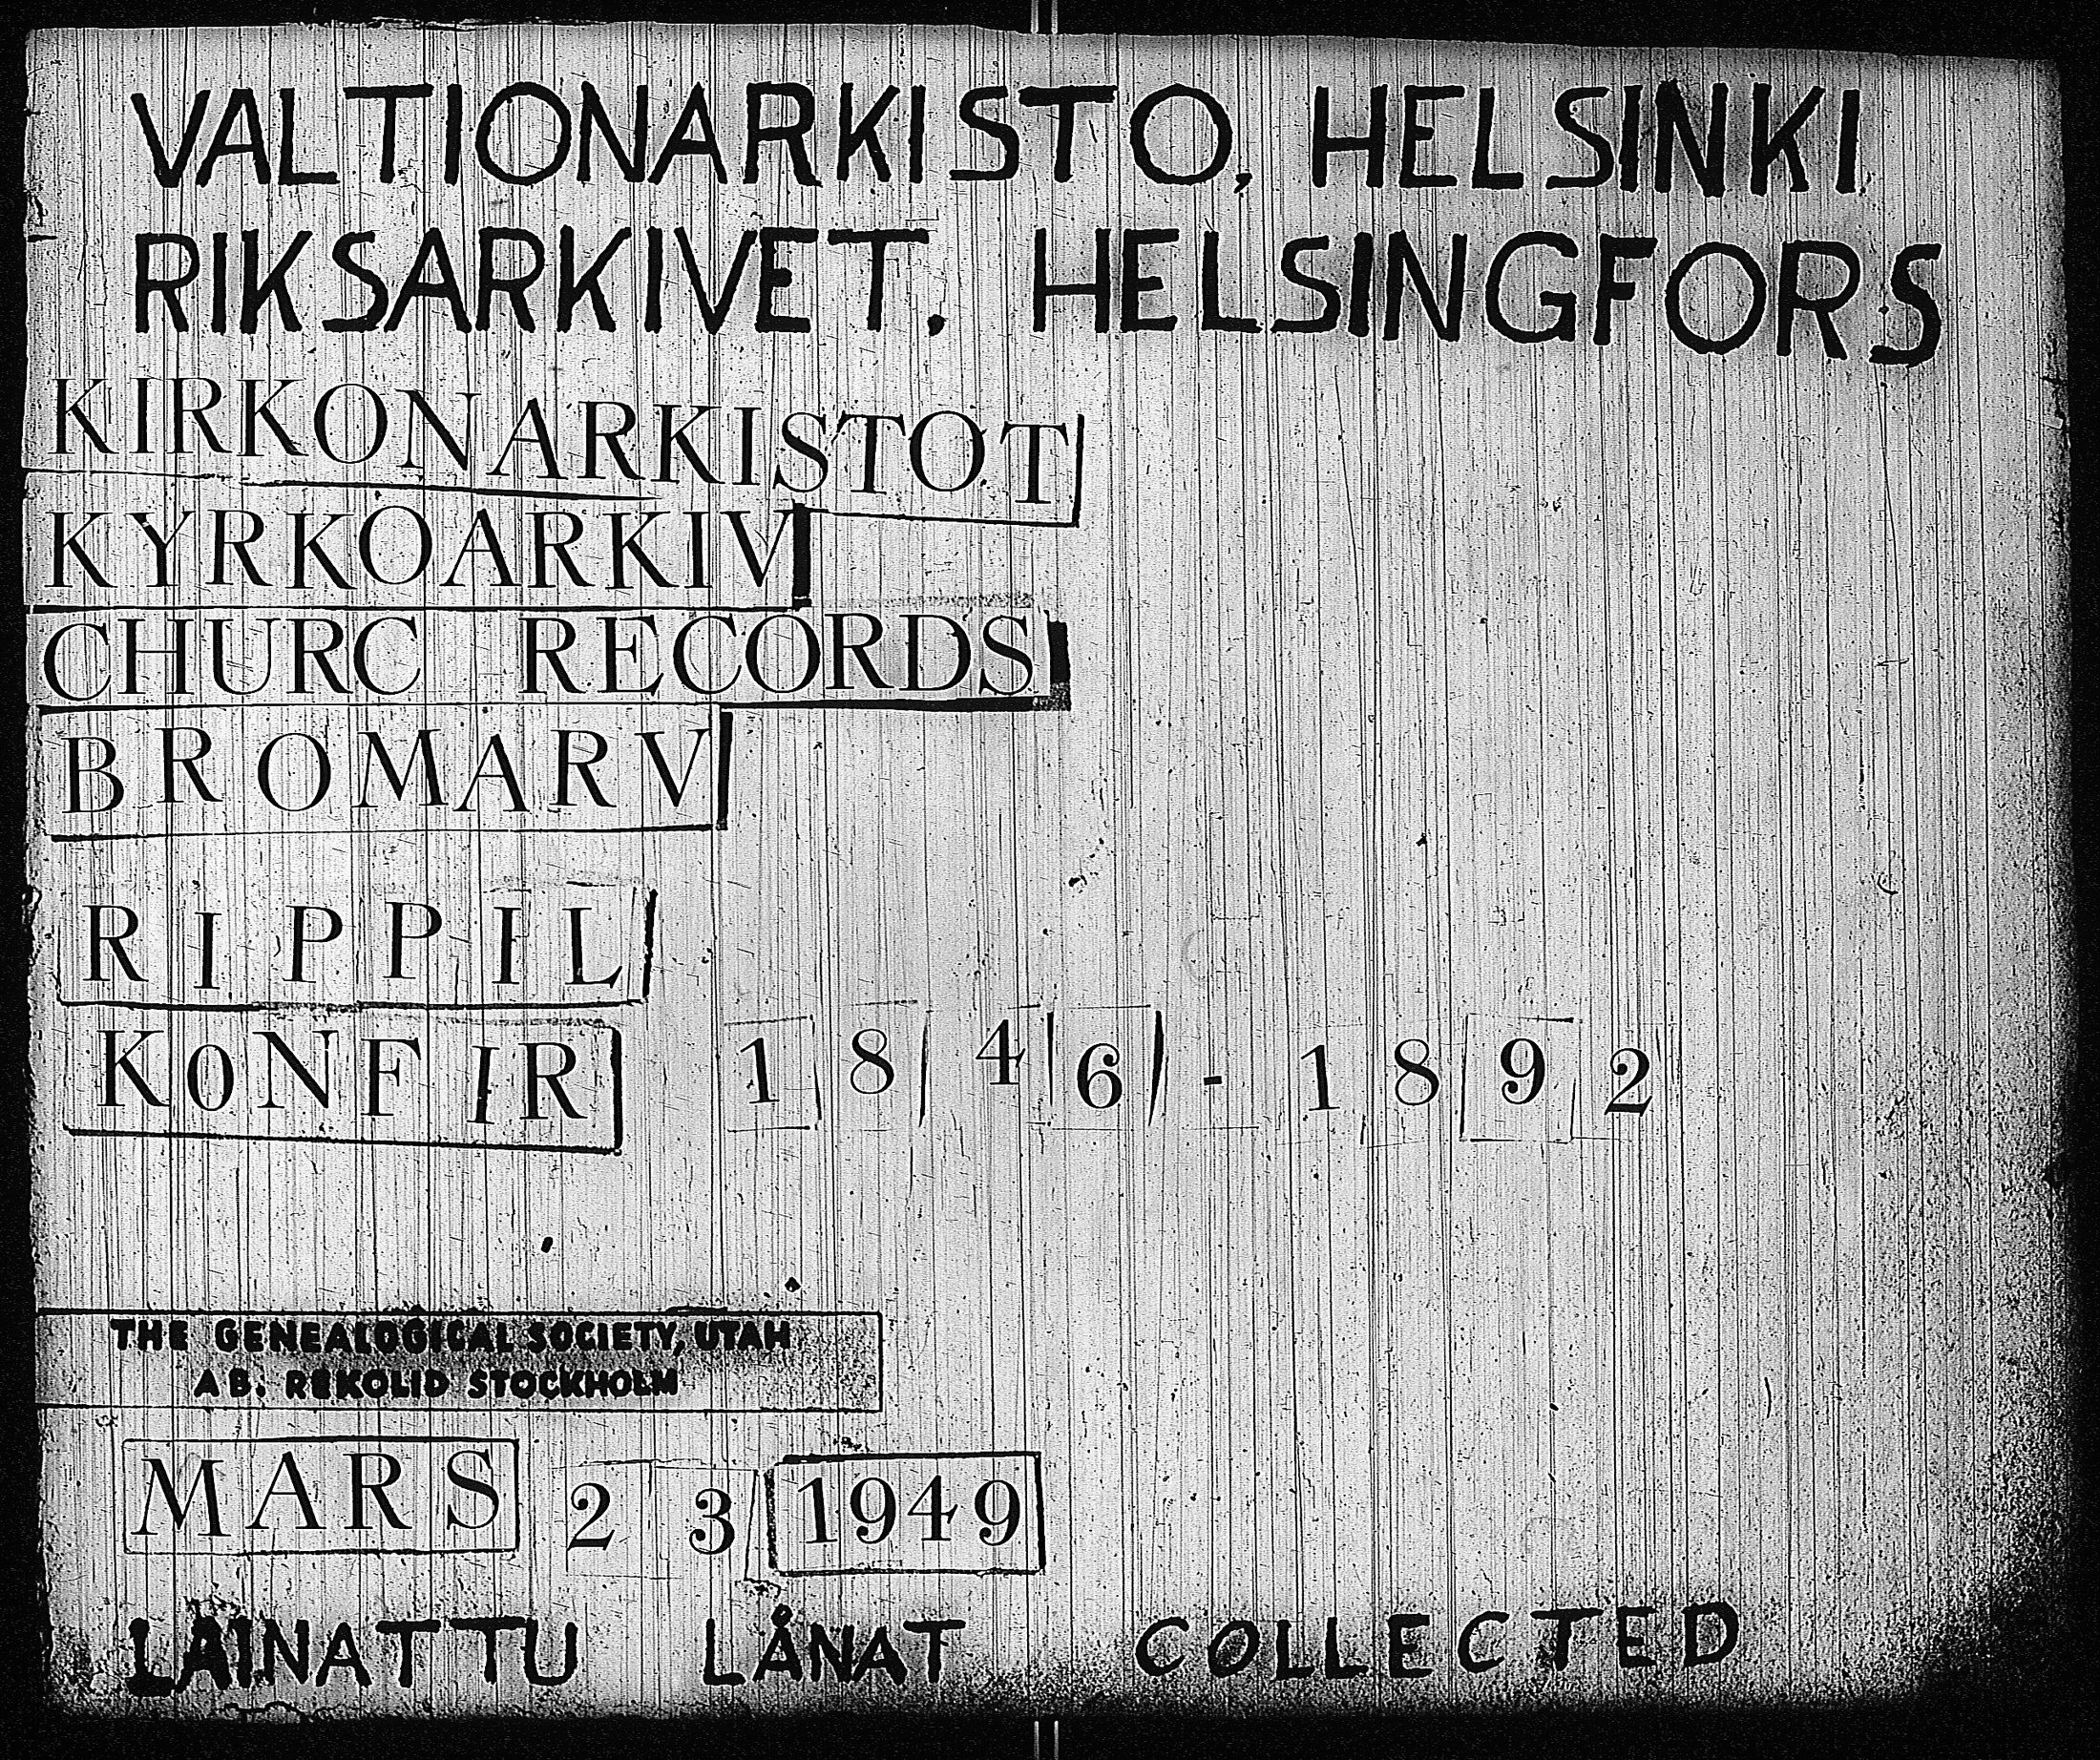 VALTIONARKISTO, HELSINKI
RIKSARKIVET, HELSINGFORS
KIRKONARKISTOT
KYRKOARKIV
CHURC RECORDS
BROMARV
RIPPIL
KONFIR 1846-1892
THE GENEALOGICAL SOCIETY, UTAH
AB. REKOLID STOCKHOLM
MARS 23 1949
LAINATTU LÅNAT COLLECTED